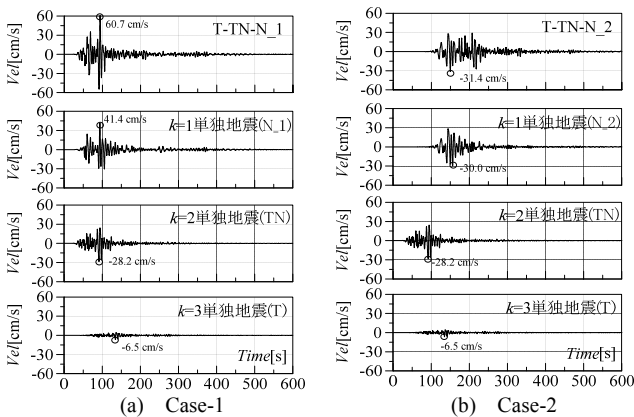 T-TN-N_1
Vel[cm/s]
60
30
0
-30
-60
60.7 cm/s
k=1単独地震(N_1)
Vel[cm/s]
60
30
0
-30
-60
41.4 cm/s
k=2単独地震(TN)
Vel[cm/s]
60
30
0
-30
-60
-28.2 cm/s
k=3単独地震(T)
Vel[cm/s]
60
30
0
-30
-60
-6.5 cm/s
Time[s]
0 100 200 300 400 500 600
(a) Case-1
T-TN-N_2
Vel[cm/s]
60
30
0
-30
-60
-31.4 cm/s
k=1単独地震(N_2)
Vel[cm/s]
60
30
0
-30
-60
-30.0 cm/s
k=2単独地震(TN)
Vel[cm/s]
60
30
0
-30
-60
-28.2 cm/s
k=3単独地震(T)
Vel[cm/s]
60
30
0
-30
-60
-6.5 cm/s
Time[s]
0 100 200 300 400 500 600
(b) Case-2